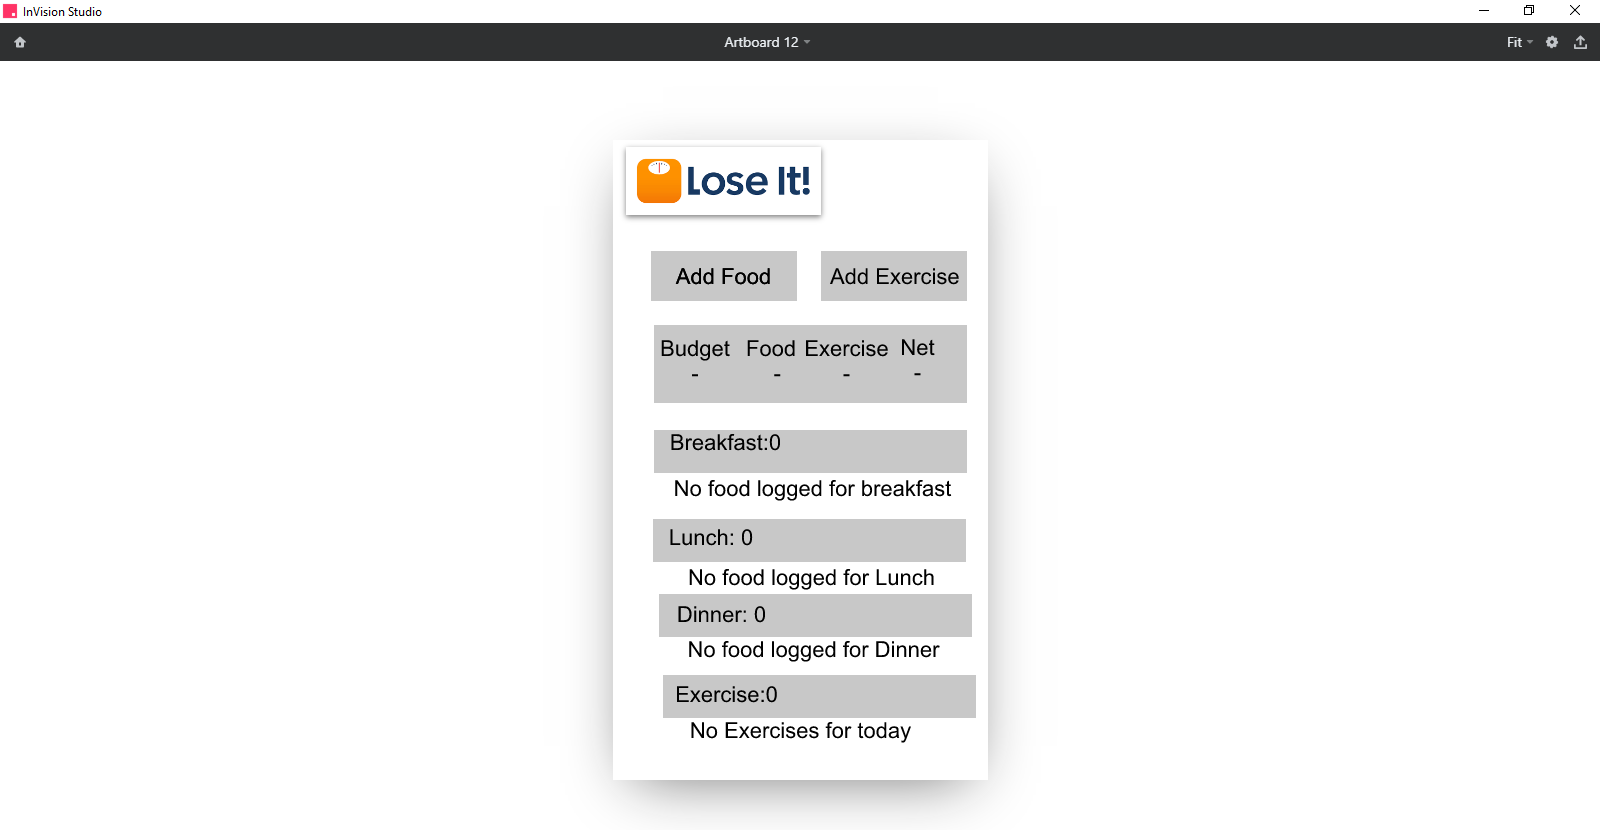 InVision Studio
Artboard 12
Fit
Lose It!
Add Food
Add Exercise
Budget Food Exercise Net
- - - -
Breakfast:0
No food logged for breakfast
Lunch: 0
No food logged for Lunch
Dinner: 0
No food logged for Dinner
Exercise:0
No Exercises for today